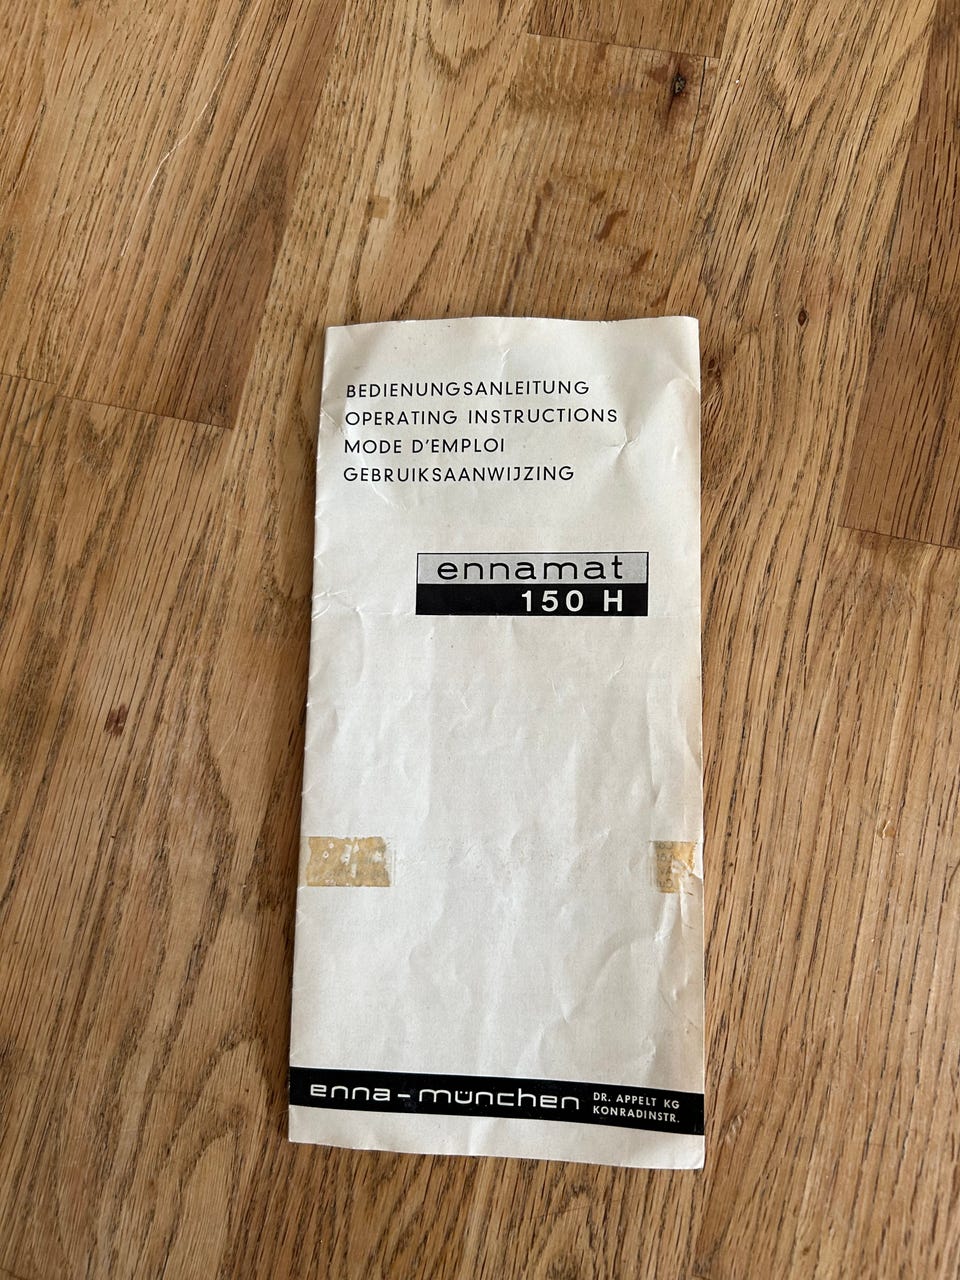 BEDIENUNGSANLEITUNG
OPERATING INSTRUCTIONS
MODE D'EMPLOI
GEBRUIKSAANWIJZING
ennamat
150 H
enna-münchen
DR. APPELT KG
KONRADINSTR.